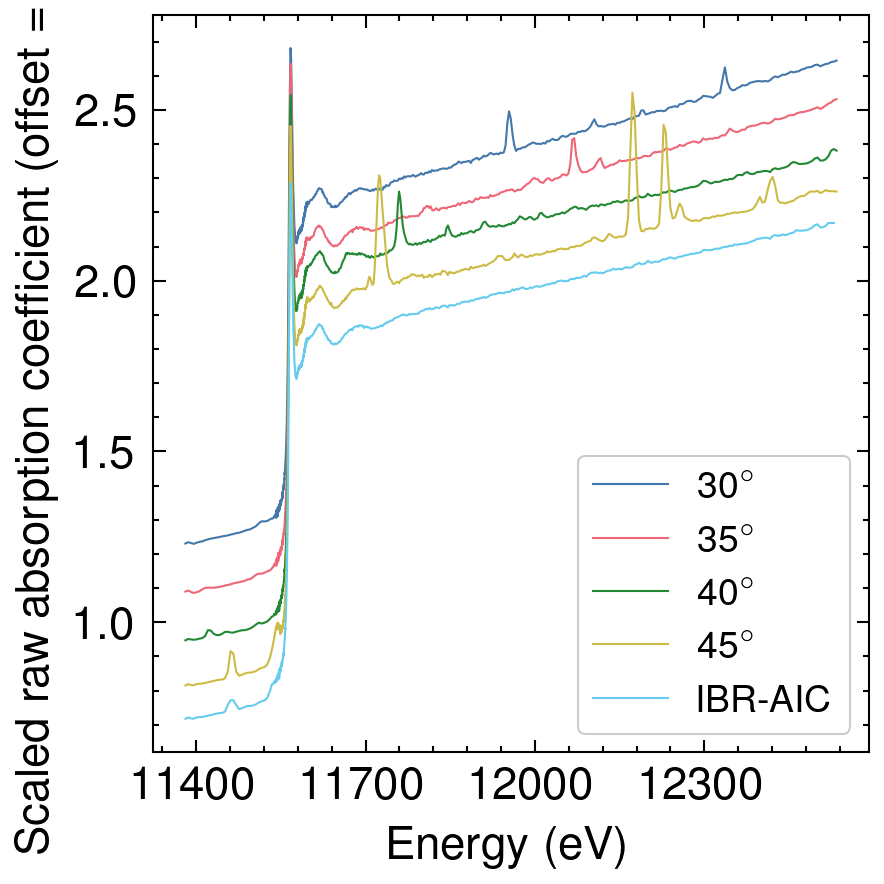 Scaled raw absorption coefficient (offset =
2.5
2.0
1.5
1.0
30°
35°
40°
45°
IBR-AIC
11400 11700 12000 12300
Energy (eV)